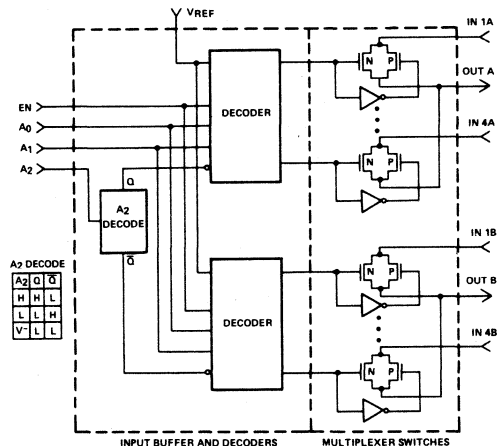 VREF
IN 1A
N P
OUT A
DECODER
EN
A0
A1
A2
IN 4A
N P
Q
A2
DECODE
Q̅
IN 1B
N P
OUT B
DECODER
A2 DECODE
A2 Q Q̅
H H L
L L H
V- L L
IN 4B
N P
INPUT BUFFER AND DECODERS
MULTIPLEXER SWITCHES